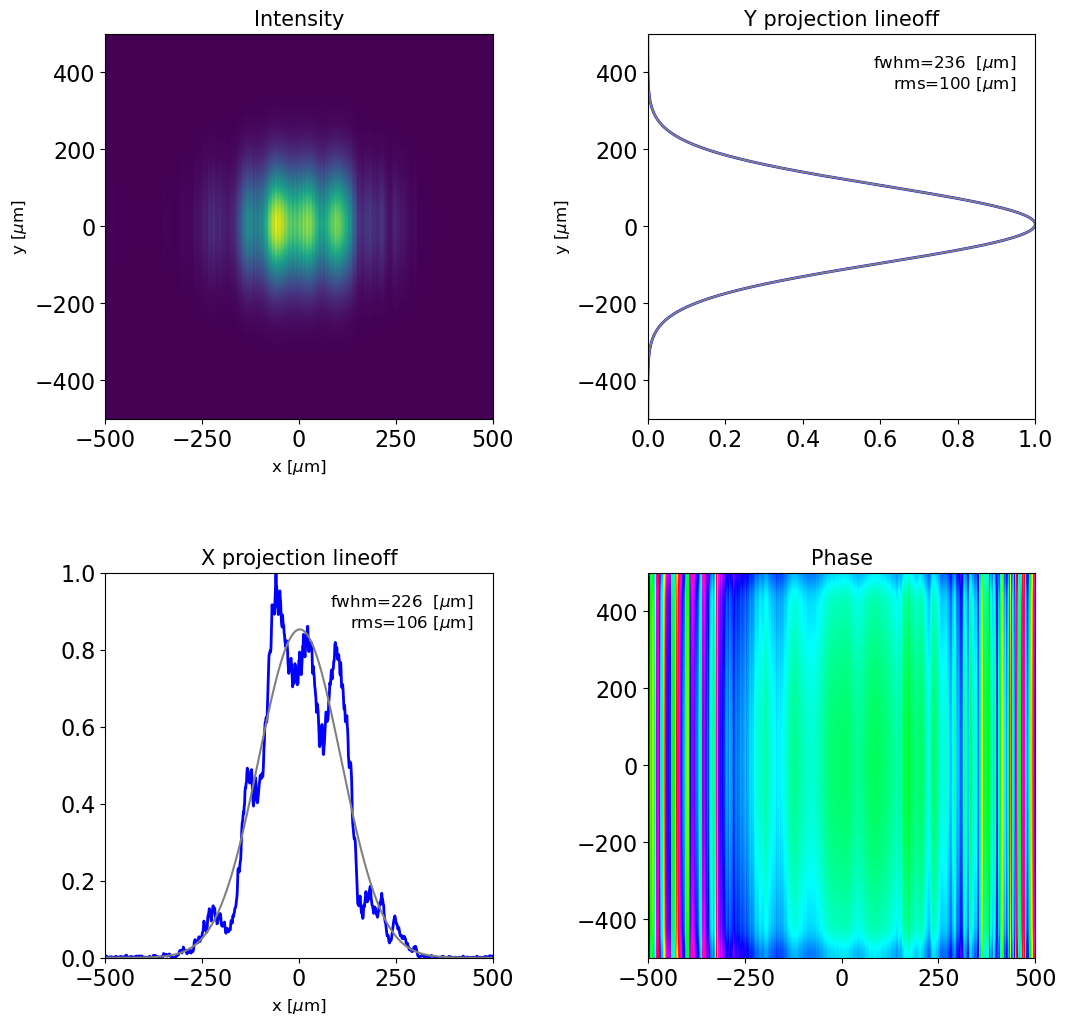 Intensity
400
200
0
−200
−400
y [μm]
−500 −250 0 250 500
x [μm]
Y projection lineoff
fwhm=236 [μm]
rms=100 [μm]
400
200
0
−200
−400
y [μm]
0.0 0.2 0.4 0.6 0.8 1.0
X projection lineoff
fwhm=226 [μm]
rms=106 [μm]
1.0
0.8
0.6
0.4
0.2
0.0
−500 −250 0 250 500
x [μm]
Phase
400
200
0
−200
−400
−500 −250 0 250 500